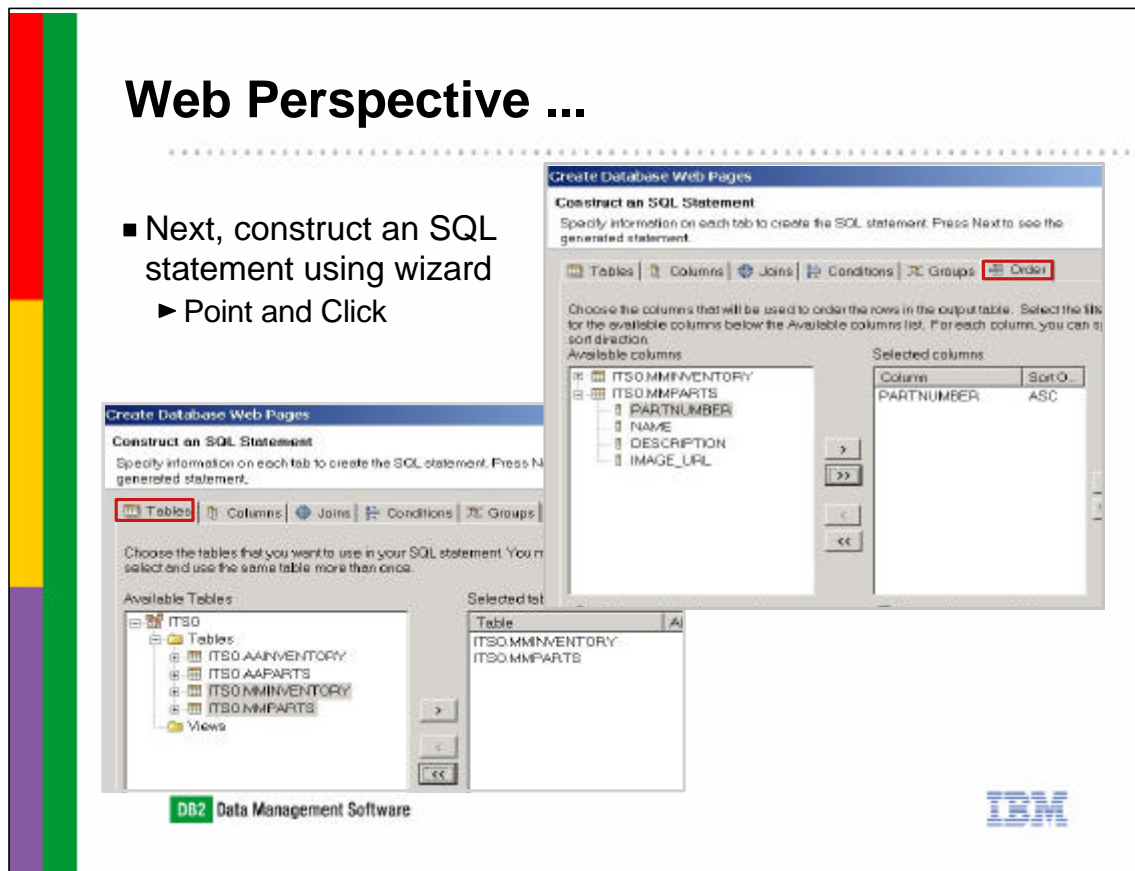 Web Perspective ...
■ Next, construct an SQL
statement using wizard
► Point and Click
Create Database Web Pages
Construct an SQL Statement
Specify information on each tab to create the SQL statement. Press Next to see the
generated statement.
Tables Columns Joins Conditions Groups Order
Choose the columns that will be used to order the rows in the output table. Select the
for the available columns below the Available columns list. For each column, you can
sort direction.
Available columns
Selected columns
ITSO.MMINVENTORY
ITSO.MMPARTS
PARTNUMBER
NAME
DESCRIPTION
IMAGE_URL
>
>>
<
<<
Column Sort O..
PARTNUMBER ASC
Create Database Web Pages
Construct an SQL Statement
Specify information on each tab to create the SQL statement. Press
generated statement.
Tables Columns Joins Conditions Groups
Choose the tables that you want to use in your SQL statement. You
select and use the same table more than once.
Available Tables
Selected
ITSO
Tables
ITSO.AAINVENTORY
ITSO.AAPARTS
ITSO.MMINVENTORY
ITSO.MMPARTS
Views
>
<
<<
Table
ITSO.MMINVENTORY
ITSO.MMPARTS
DB2 Data Management Software
IBM